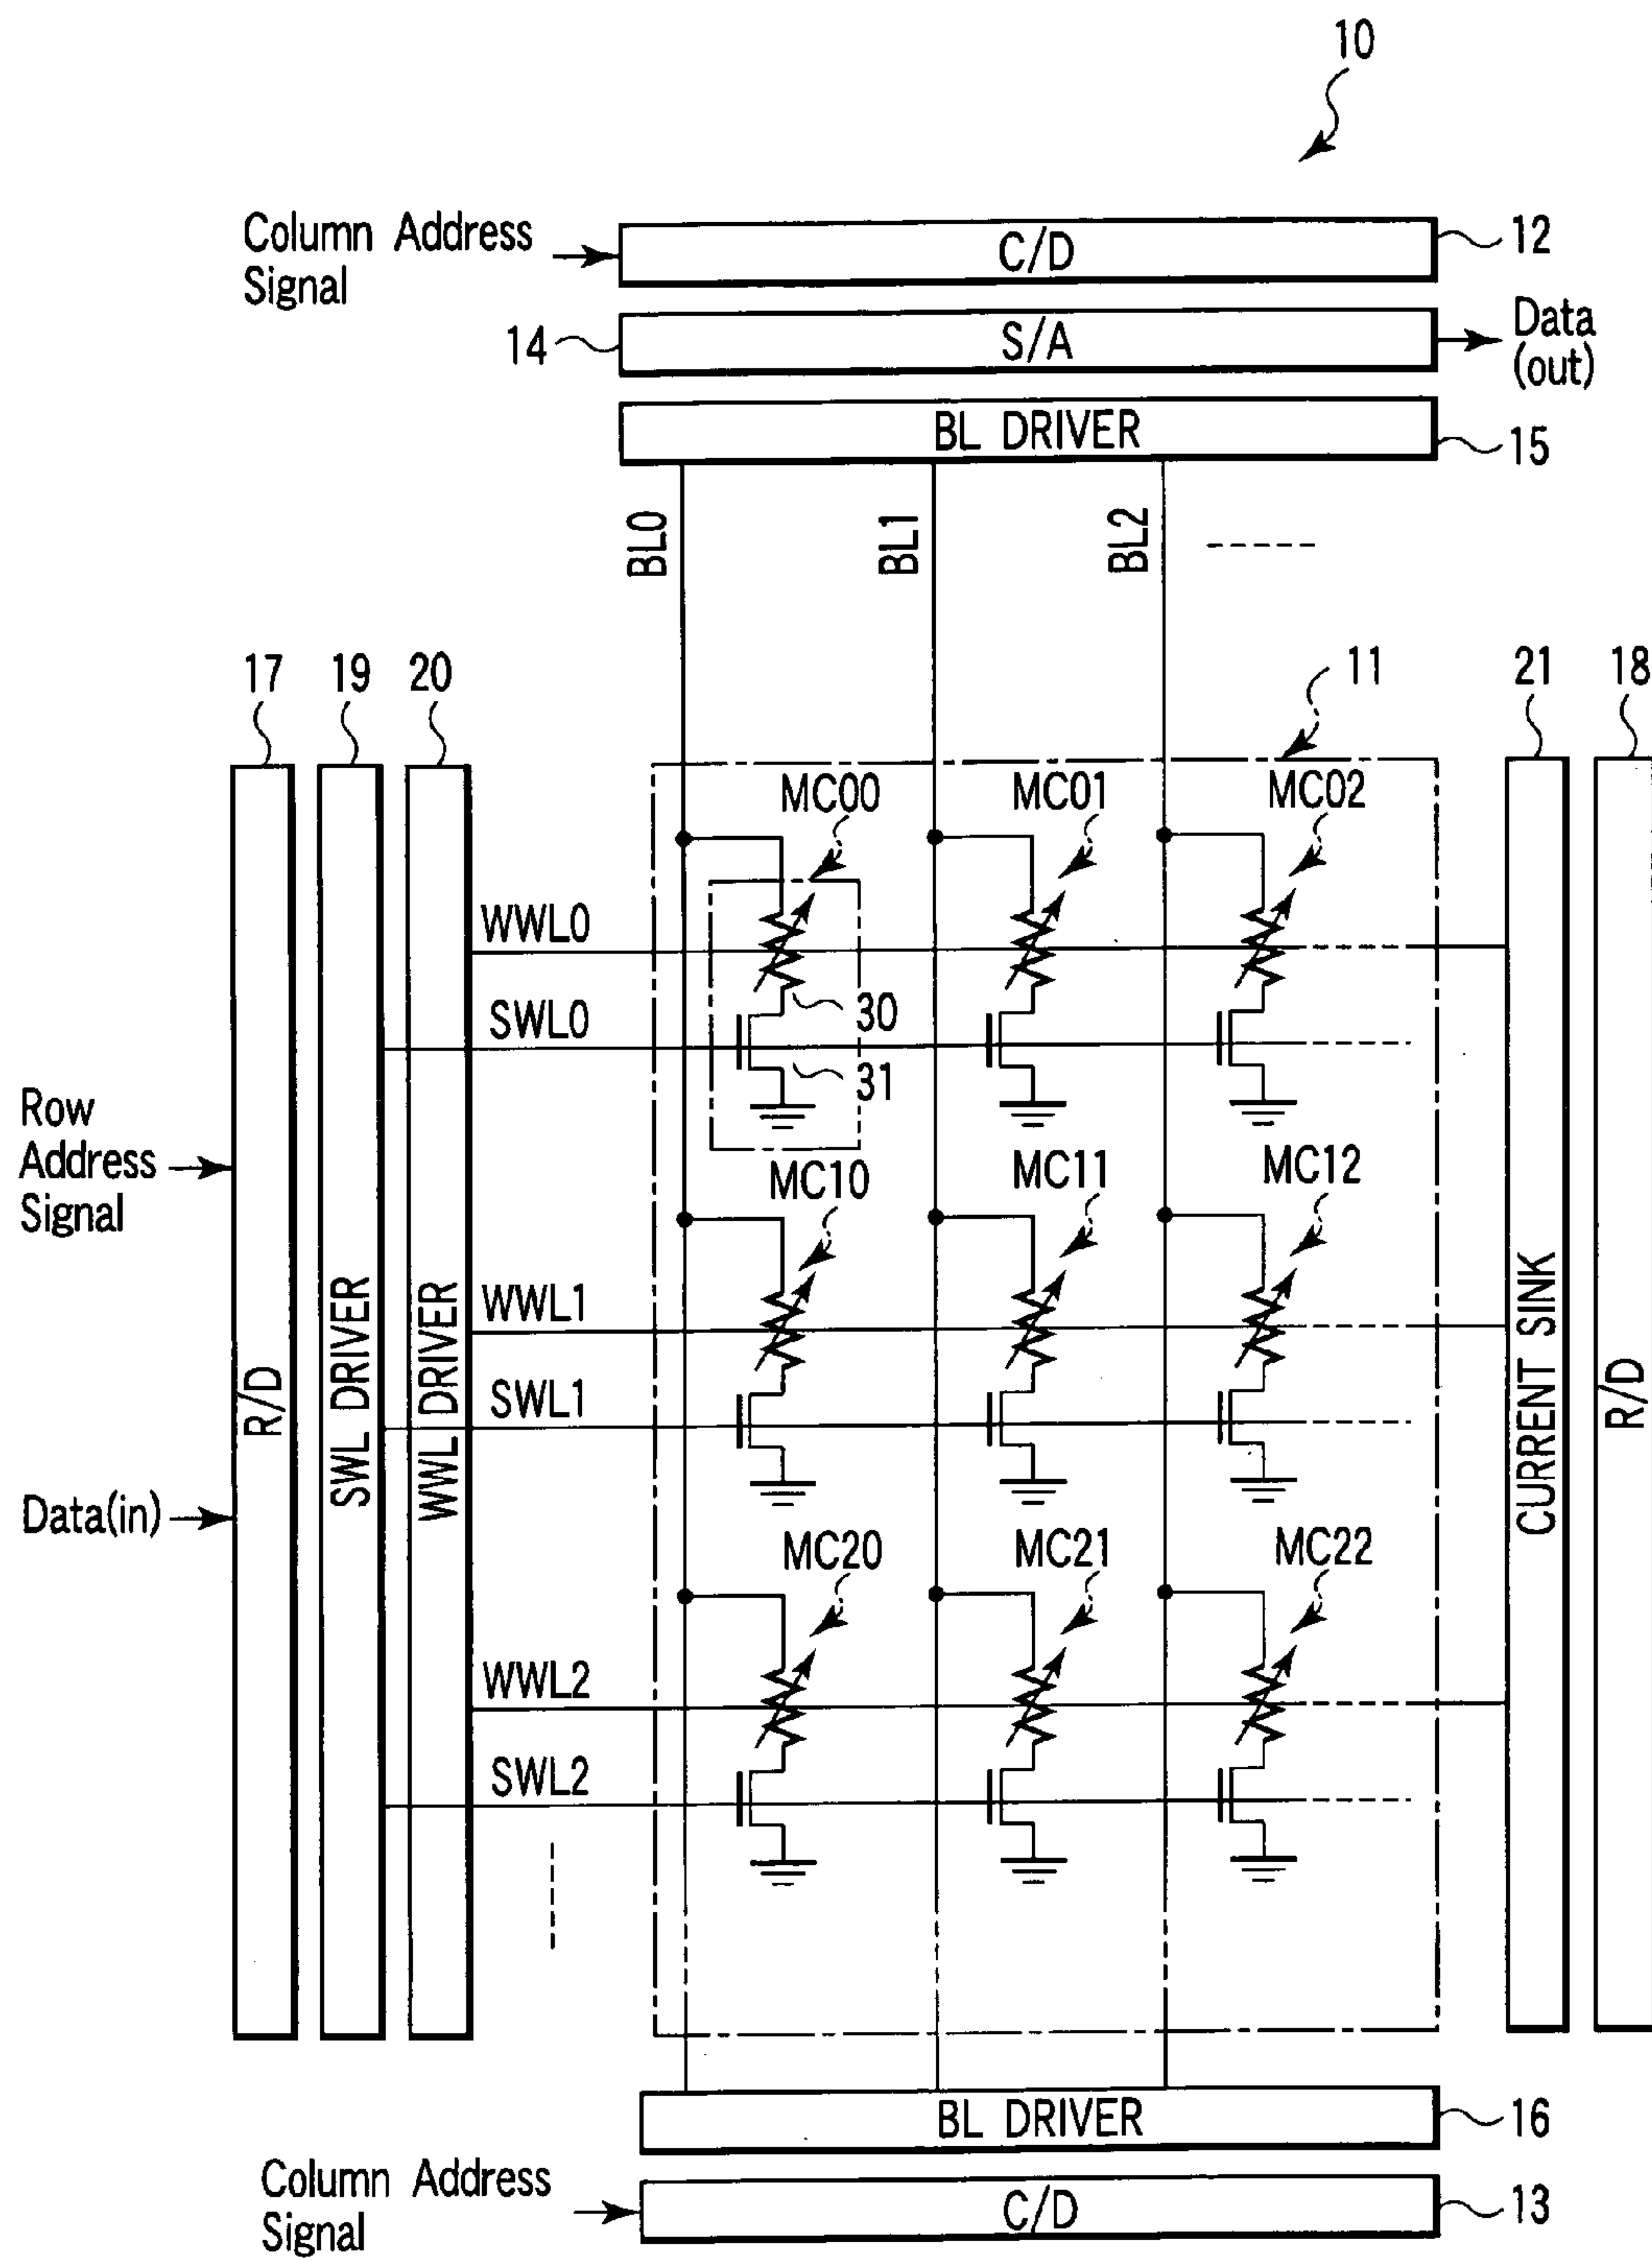 10
Column Address
Signal
C/D
12
14
S/A
Data
(out)
BL DRIVER
15
BL0
BL1
BL2
17
19
20
11
21
18
MC00
MC01
MC02
WWL0
30
SWL0
31
Row
Address
Signal
MC10
MC11
MC12
WWL1
SWL1
R/D
SWL DRIVER
WWL DRIVER
CURRENT SINK
R/D
Data(in)
MC20
MC21
MC22
WWL2
SWL2
BL DRIVER
16
Column Address
Signal
C/D
13